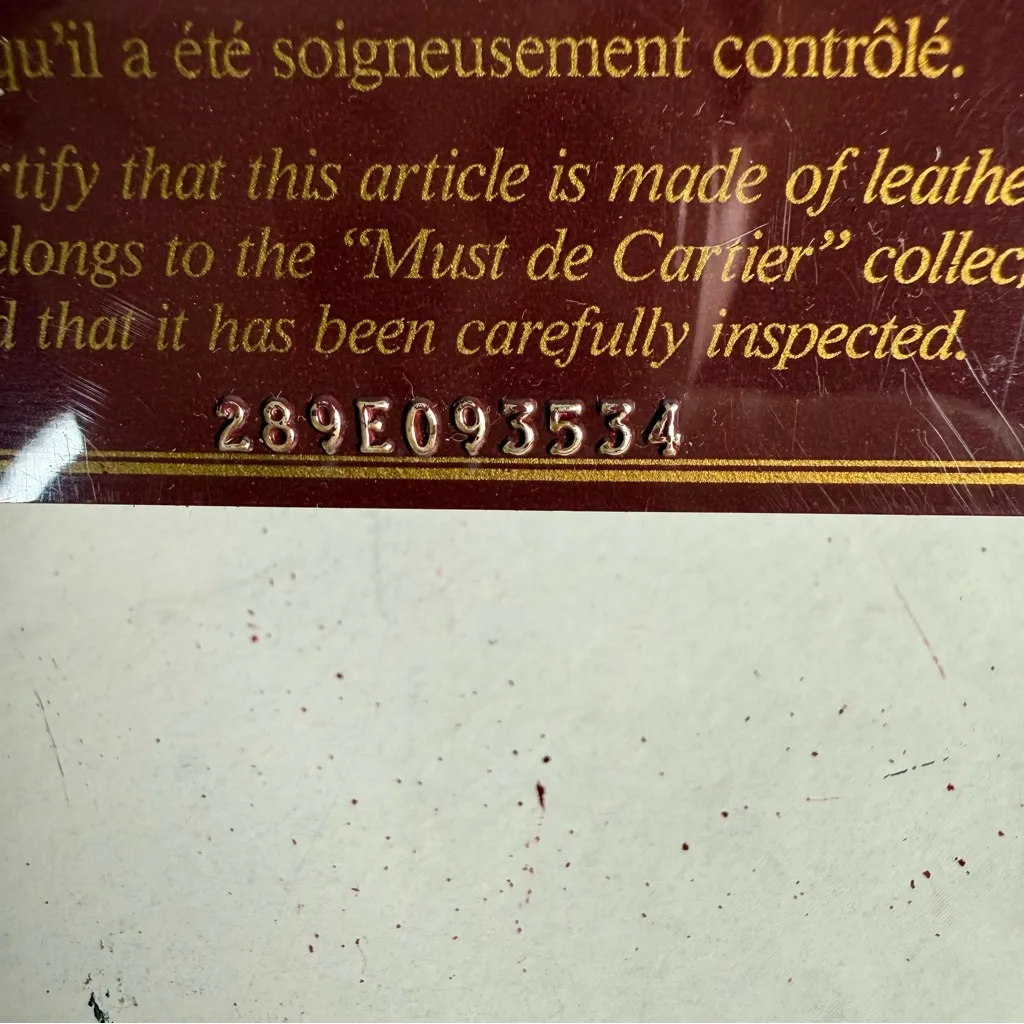 qu'il a été soigneusement contrôlé.
rtify that this article is made of leathe
elongs to the “Must de Cartier” collec
d that it has been carefully inspected.
289E093534